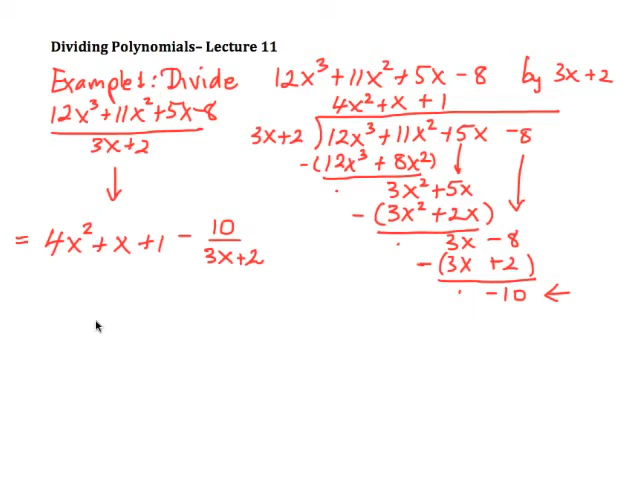 Dividing Polynomials– Lecture 11
Example 1: Divide 12x³+11x²+5x-8 by 3x+2
12x³+11x²+5x-8
3x+2
= 4x²+x+1 - 10/3x+2
4x²+x+1
3x+2 ) 12x³+11x²+5x-8
-(12x³+8x²)
3x²+5x
-(3x²+2x)
3x-8
-(3x+2)
-10 ←